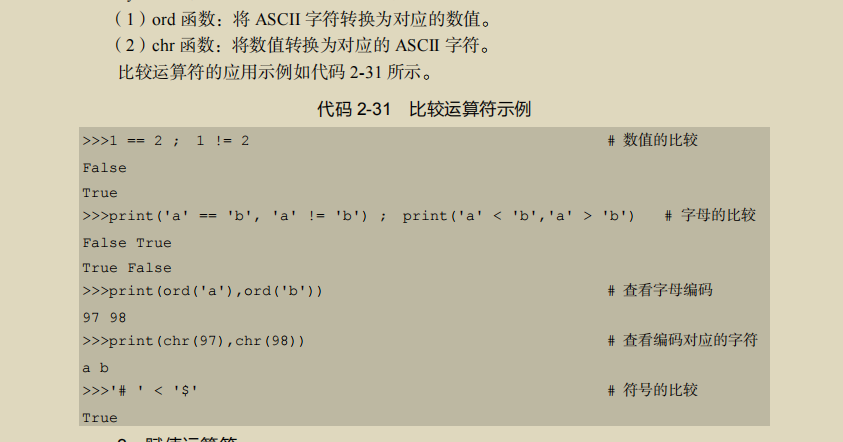 （1）ord 函数：将 ASCII 字符转换为对应的数值。
（2）chr 函数：将数值转换为对应的 ASCII 字符。
比较运算符的应用示例如代码 2-31 所示。
代码 2-31 比较运算符示例
>>>1 == 2 ; 1 != 2 # 数值的比较
False
True
>>>print('a' == 'b', 'a' != 'b') ; print('a' < 'b','a' > 'b') # 字母的比较
False True
True False
>>>print(ord('a'),ord('b')) # 查看字母编码
97 98
>>>print(chr(97),chr(98)) # 查看编码对应的字符
a b
>>>'# ' < '$' # 符号的比较
True